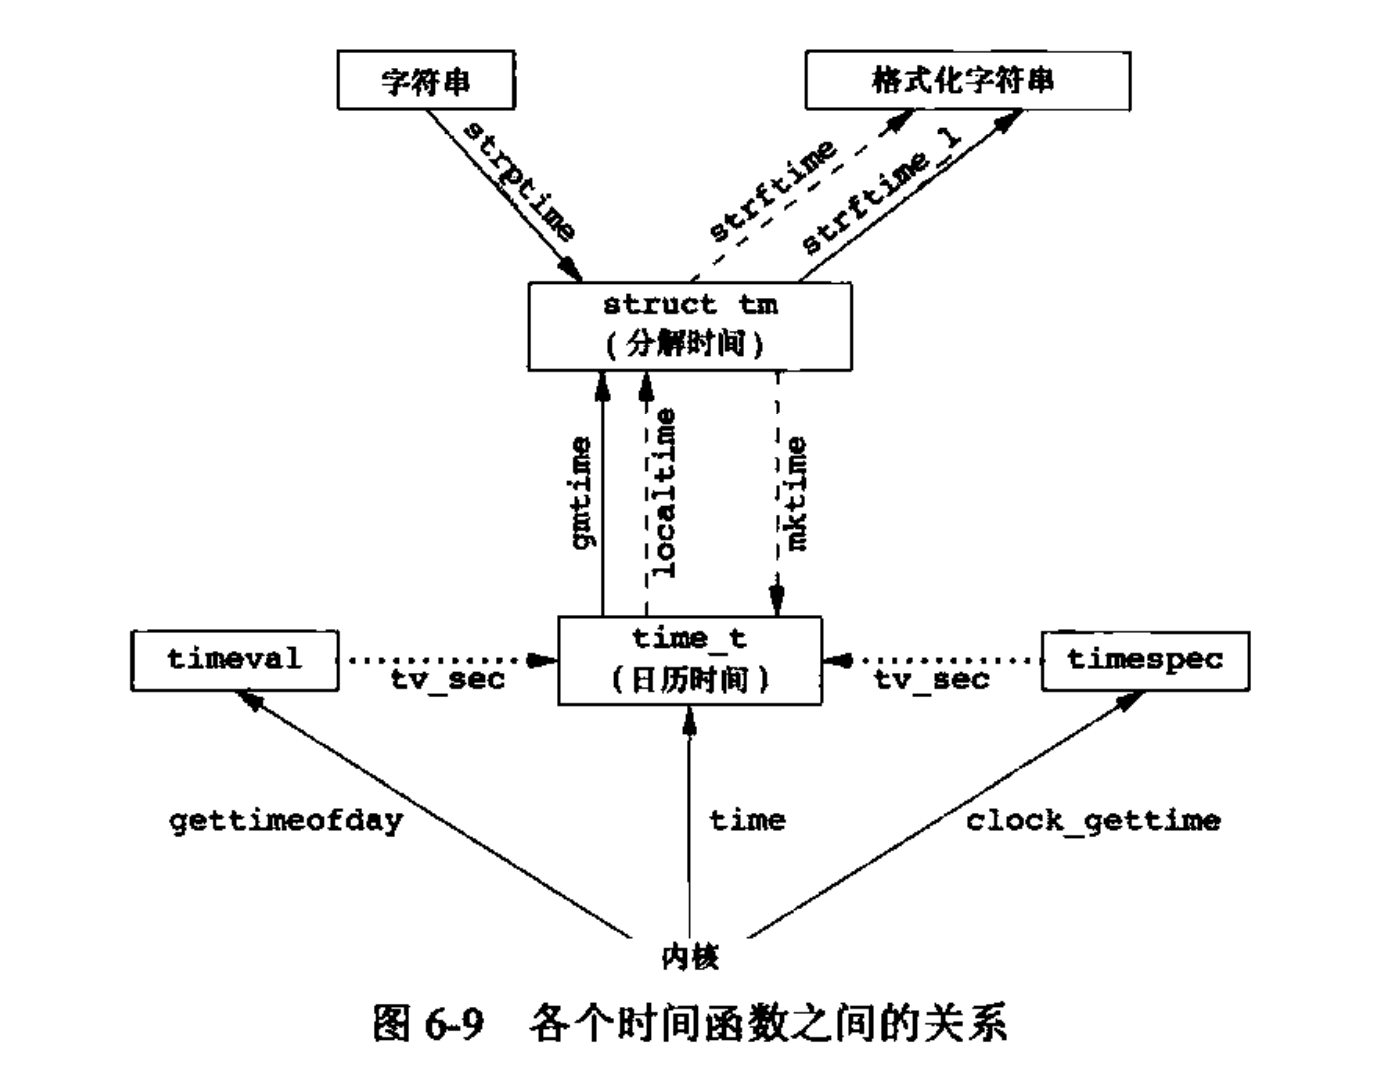 字符串
格式化字符串
strptime
strftime
strftime_l
struct tm
(分解时间)
gmtime
localtime
mktime
timeval
tv_sec
time_t
(日历时间)
tv_sec
timespec
gettimeofday
time
clock_gettime
内核
图 6-9 各个时间函数之间的关系